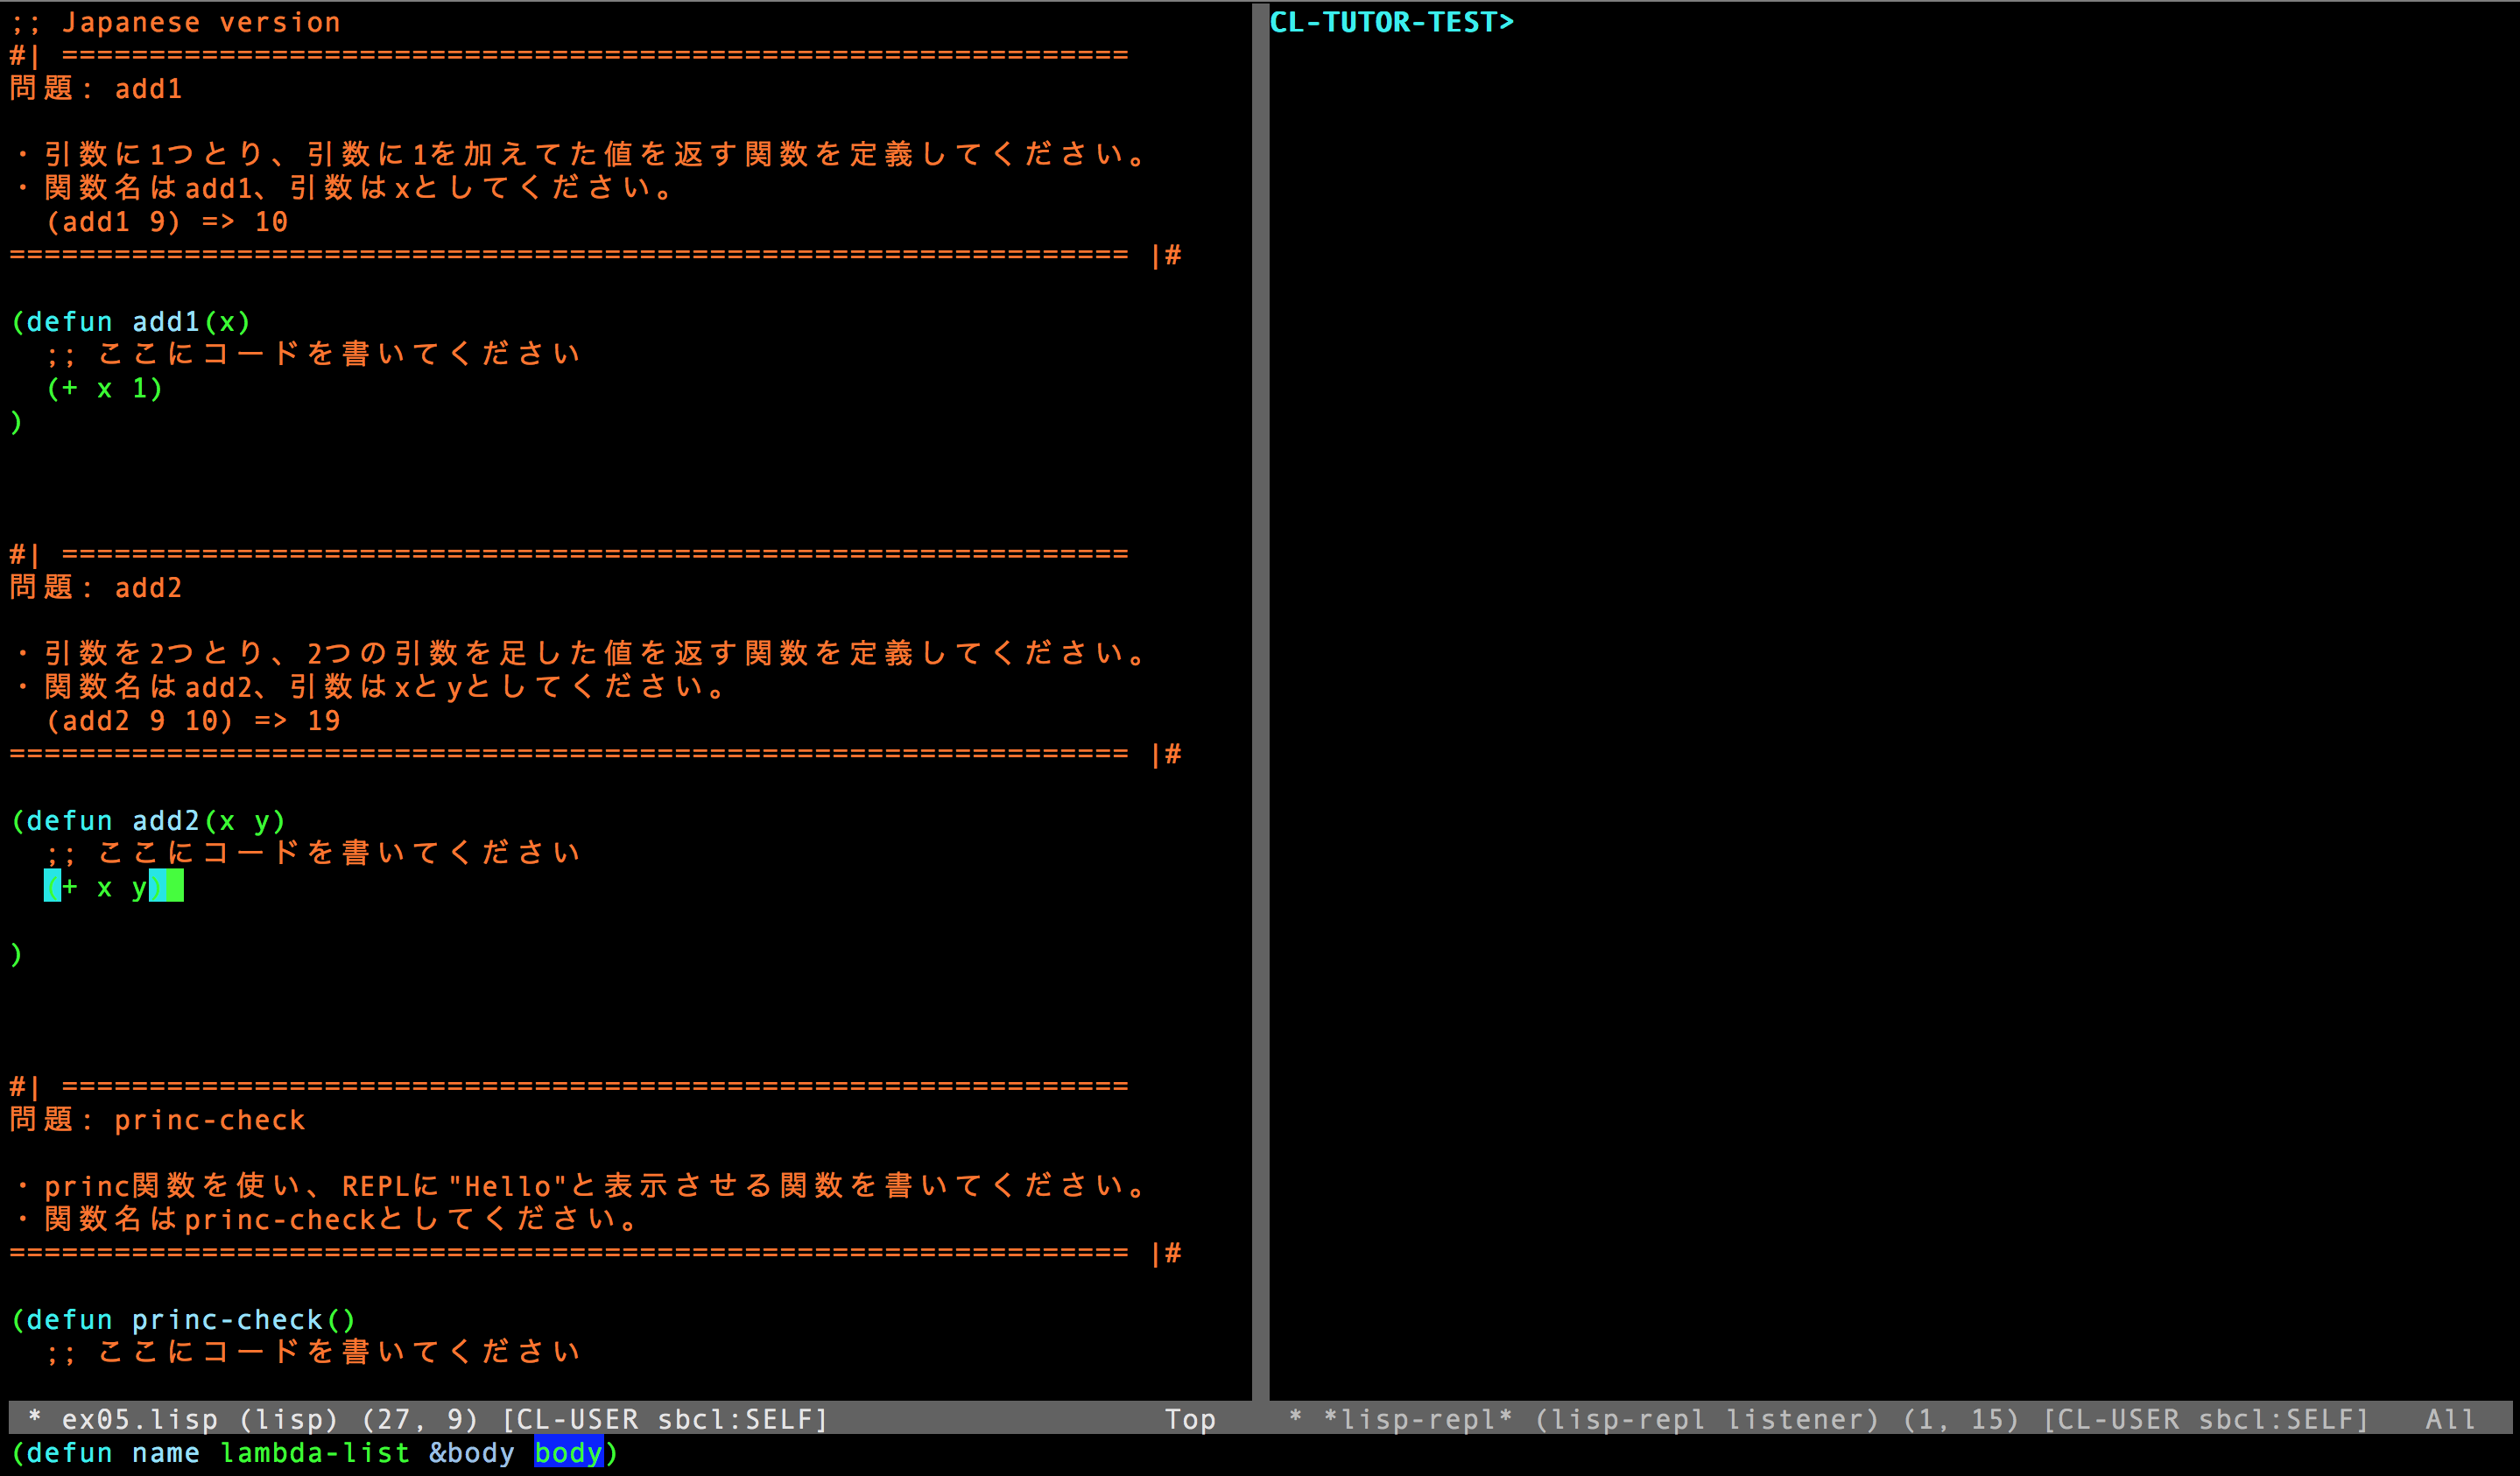 ;; Japanese version
#| =============================================================
問題: add1
・引数に1つとり、引数に1を加えてた値を返す関数を定義してください。
・関数名はadd1、引数はxとしてください。
(add1 9) => 10
================================================================ |#
(defun add1(x)
;; ここにコードを書いてください
(+ x 1)
)
#| =============================================================
問題: add2
・引数を2つとり、2つの引数を足した値を返す関数を定義してください。
・関数名はadd2、引数はxとyとしてください。
(add2 9 10) => 19
================================================================ |#
(defun add2(x y)
;; ここにコードを書いてください
(+ x y)
)
#| =============================================================
問題: princ-check
・princ関数を使い、REPLに"Hello"と表示させる関数を書いてください。
・関数名はprinc-checkとしてください。
================================================================ |#
(defun princ-check()
;; ここにコードを書いてください
* ex05.lisp (lisp) (27, 9) [CL-USER sbcl:SELF] Top
(defun name lambda-list &body body)
CL-TUTOR-TEST>
* *lisp-repl* (lisp-repl listener) (1, 15) [CL-USER sbcl:SELF] All